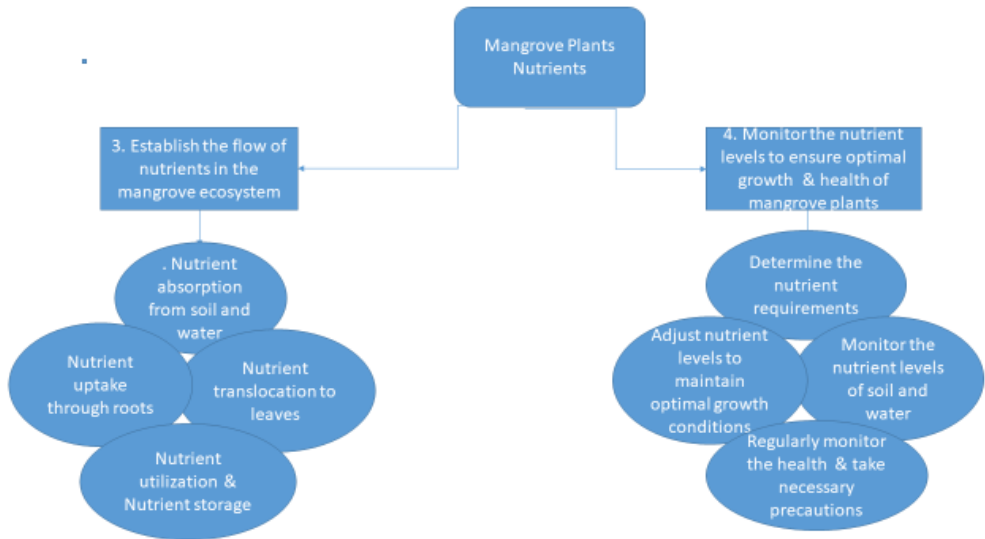 Mangrove Plants
Nutrients
3. Establish the flow of
nutrients in the
mangrove ecosystem
4. Monitor the nutrient
levels to ensure optimal
growth & health of
mangrove plants
. Nutrient
absorption
from soil and
water
Nutrient
uptake
through roots
Nutrient
translocation to
leaves
Nutrient
utilization &
Nutrient storage
Determine the
nutrient
requirements
Adjust nutrient
levels to
maintain
optimal growth
conditions
Monitor the
nutrient levels
of soil and
water
Regularly monitor
the health & take
necessary
precautions